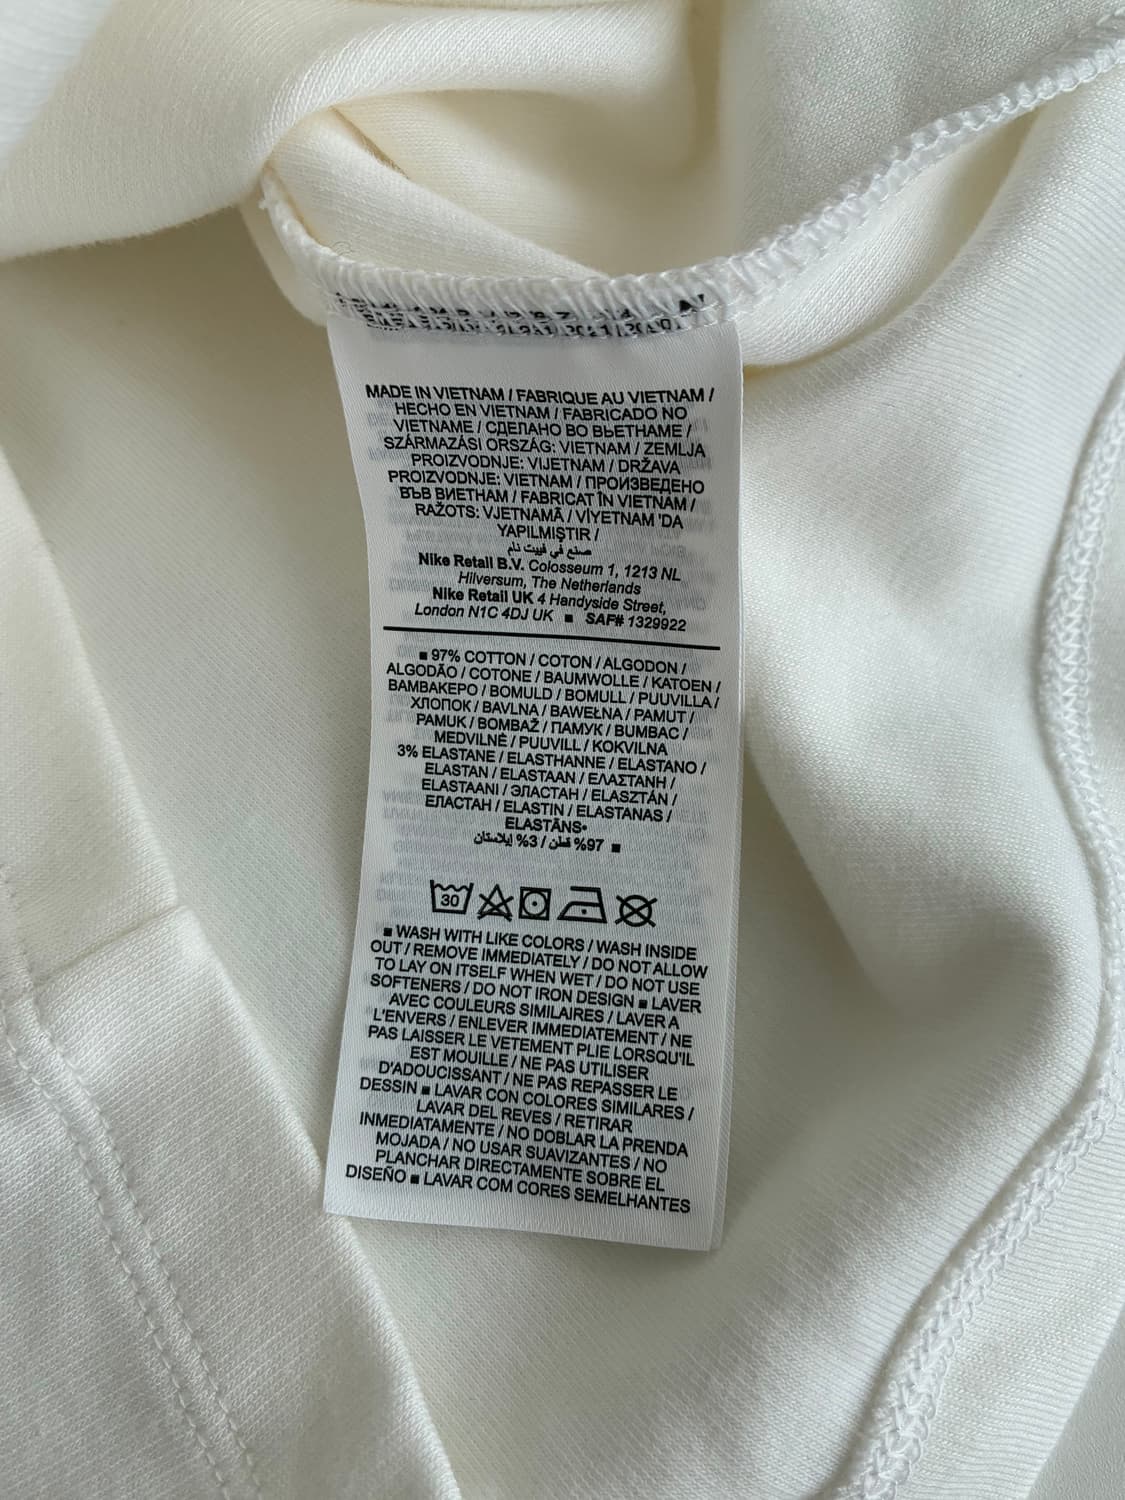 MADE IN VIETNAM / FABRIQUE AU VIETNAM /
HECHO EN VIETNAM / FABRICADO NO
VIETNAME / СДЕЛАНО ВО ВЬЕТНАМЕ /
SZÁRMAZÁSI ORSZÁG: VIETNAM / ZEMLJA
PROIZVODNJE: VIJETNAM / DRŽAVA
PROIZVODNJE: VIETNAM / ПРОИЗВЕДЕНО
ВЪВ ВИЕТНАМ / FABRICAT ÎN VIETNAM /
RAŽOTS: VJETNAMĀ / VİYETNAM 'DA
YAPILMIŞTIR /
صنع في فييت نام
Nike Retail B.V. Colosseum 1, 1213 NL
Hilversum, The Netherlands
Nike Retail UK 4 Handyside Street,
London N1C 4DJ UK ■ SAF# 1329922
■ 97% COTTON / COTON / ALGODON /
ALGODÃO / COTONE / BAUMWOLLE / KATOEN /
ΒΑΜΒΑΚΕΡΟ / BOMULD / BOMULL / PUUVILLA /
ХЛОПОК / BAVLNA / BAWEŁNA / PAMUT /
PAMUK / BOMBAŽ / ПАМУК / BUMBAC /
MEDVILNĖ / PUUVILL / KOKVILNA
3% ELASTANE / ELASTHANNE / ELASTANO /
ELASTAN / ELASTAAN / ΕΛΑΣΤΑΝΗ /
ELASTAANI / ЭЛАСТАН / ELASZTÁN /
ЕЛАСТАН / ELASTIN / ELASTANAS /
ELASTĀNS•
■ 97% قطن / 3% إيلاستان
30
■ WASH WITH LIKE COLORS / WASH INSIDE
OUT / REMOVE IMMEDIATELY / DO NOT ALLOW
TO LAY ON ITSELF WHEN WET / DO NOT USE
SOFTENERS / DO NOT IRON DESIGN ■ LAVER
AVEC COULEURS SIMILAIRES / LAVER A
L'ENVERS / ENLEVER IMMEDIATEMENT / NE
PAS LAISSER LE VETEMENT PLIE LORSQU'IL
EST MOUILLE / NE PAS UTILISER
D'ADOUCISSANT / NE PAS REPASSER LE
DESSIN ■ LAVAR CON COLORES SIMILARES /
LAVAR DEL REVES / RETIRAR
INMEDIATAMENTE / NO DOBLAR LA PRENDA
MOJADA / NO USAR SUAVIZANTES / NO
PLANCHAR DIRECTAMENTE SOBRE EL
DISEÑO ■ LAVAR COM CORES SEMELHANTES